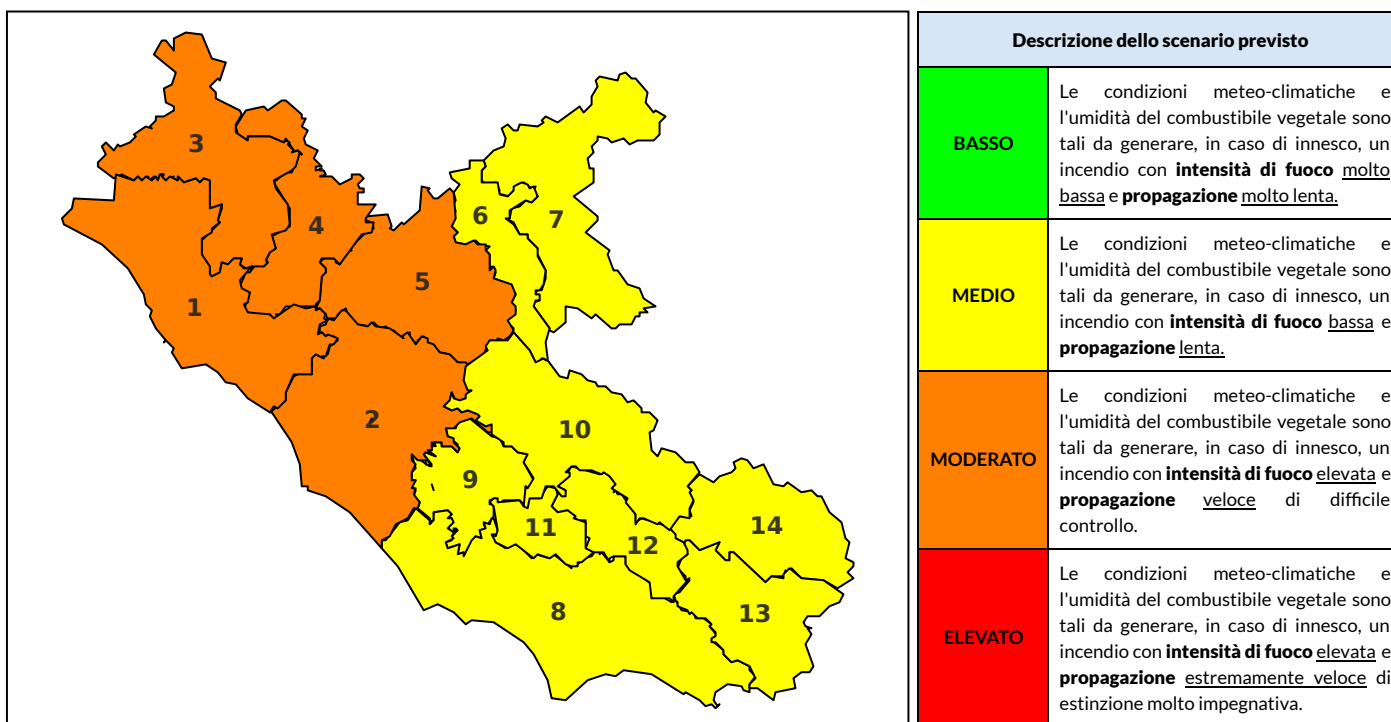 3
4
6
7
5
1
2
10
9
11
12
14
8
13
Descrizione dello scenario previsto
BASSO
Le condizioni meteo-climatiche e
l'umidità del combustibile vegetale sono
tali da generare, in caso di innesco, un
incendio con intensità di fuoco molto
bassa e propagazione molto lenta.
MEDIO
Le condizioni meteo-climatiche e
l'umidità del combustibile vegetale sono
tali da generare, in caso di innesco, un
incendio con intensità di fuoco bassa e
propagazione lenta.
MODERATO
Le condizioni meteo-climatiche e
l'umidità del combustibile vegetale sono
tali da generare, in caso di innesco, un
incendio con intensità di fuoco elevata e
propagazione veloce di difficile
controllo.
ELEVATO
Le condizioni meteo-climatiche e
l'umidità del combustibile vegetale sono
tali da generare, in caso di innesco, un
incendio con intensità di fuoco elevata e
propagazione estremamente veloce di
estinzione molto impegnativa.